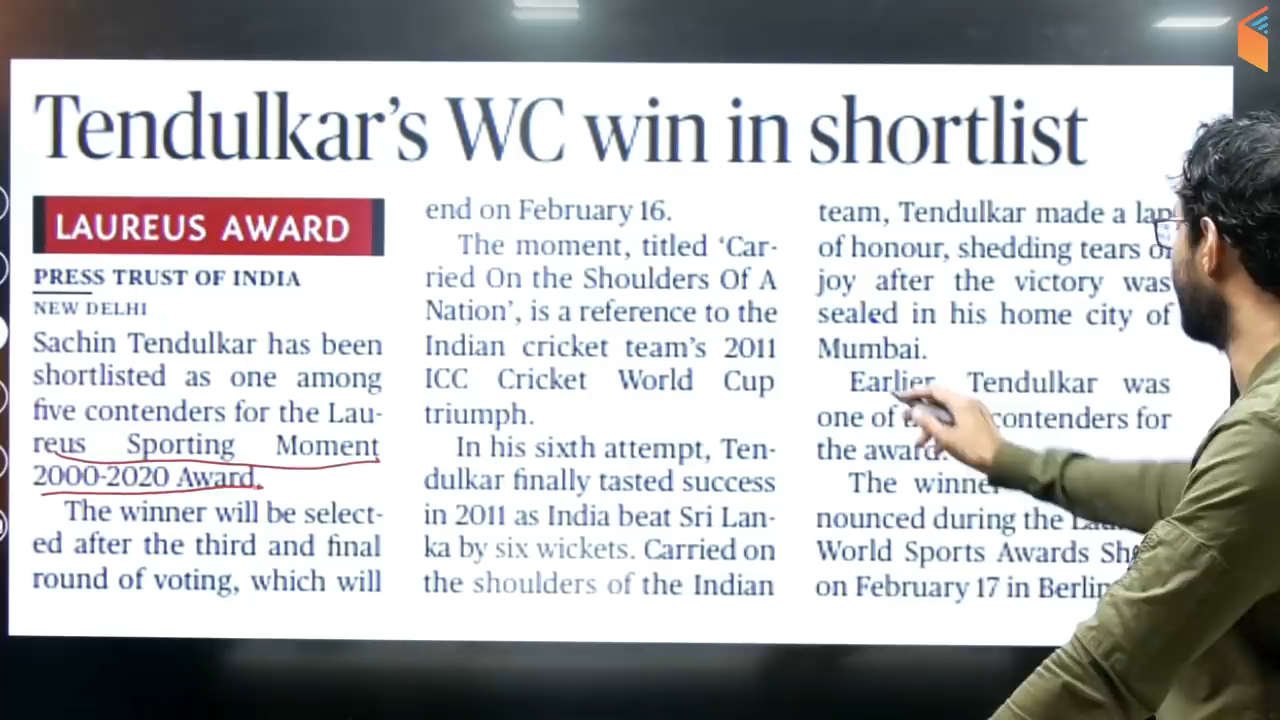 Tendulkar's WC win in shortlist
LAUREUS AWARD
PRESS TRUST OF INDIA
NEW DELHI
Sachin Tendulkar has been
shortlisted as one among
five contenders for the Lau-
reus Sporting Moment
2000-2020 Award.
The winner will be select-
ed after the third and final
round of voting, which will
end on February 16.
The moment, titled 'Car-
ried On the Shoulders Of A
Nation', is a reference to the
Indian cricket team's 2011
ICC Cricket World Cup
triumph.
In his sixth attempt, Ten-
dulkar finally tasted success
in 2011 as India beat Sri Lan-
ka by six wickets. Carried on
the shoulders of the Indian
team, Tendulkar made a lap
of honour, shedding tears of
joy after the victory was
sealed in his home city of
Mumbai.
Earlier Tendulkar was
one of contenders for
the award.
The winner
nounced during the
World Sports Awards
on February 17 in Berlin